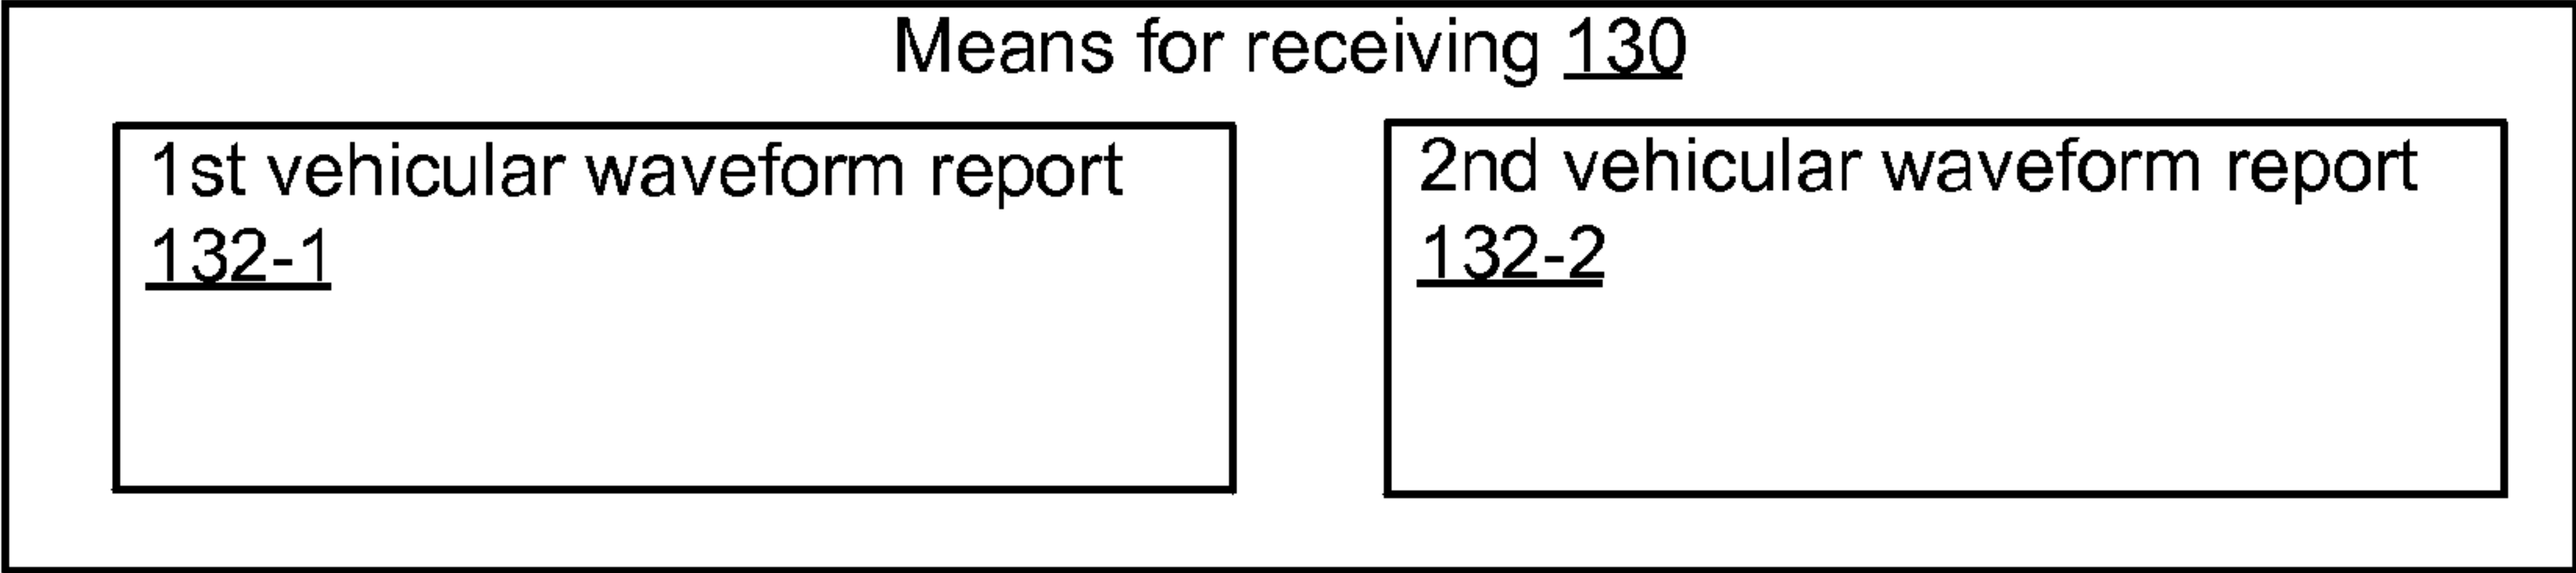 Means for receiving 130
1st vehicular waveform report
132-1
2nd vehicular waveform report
132-2